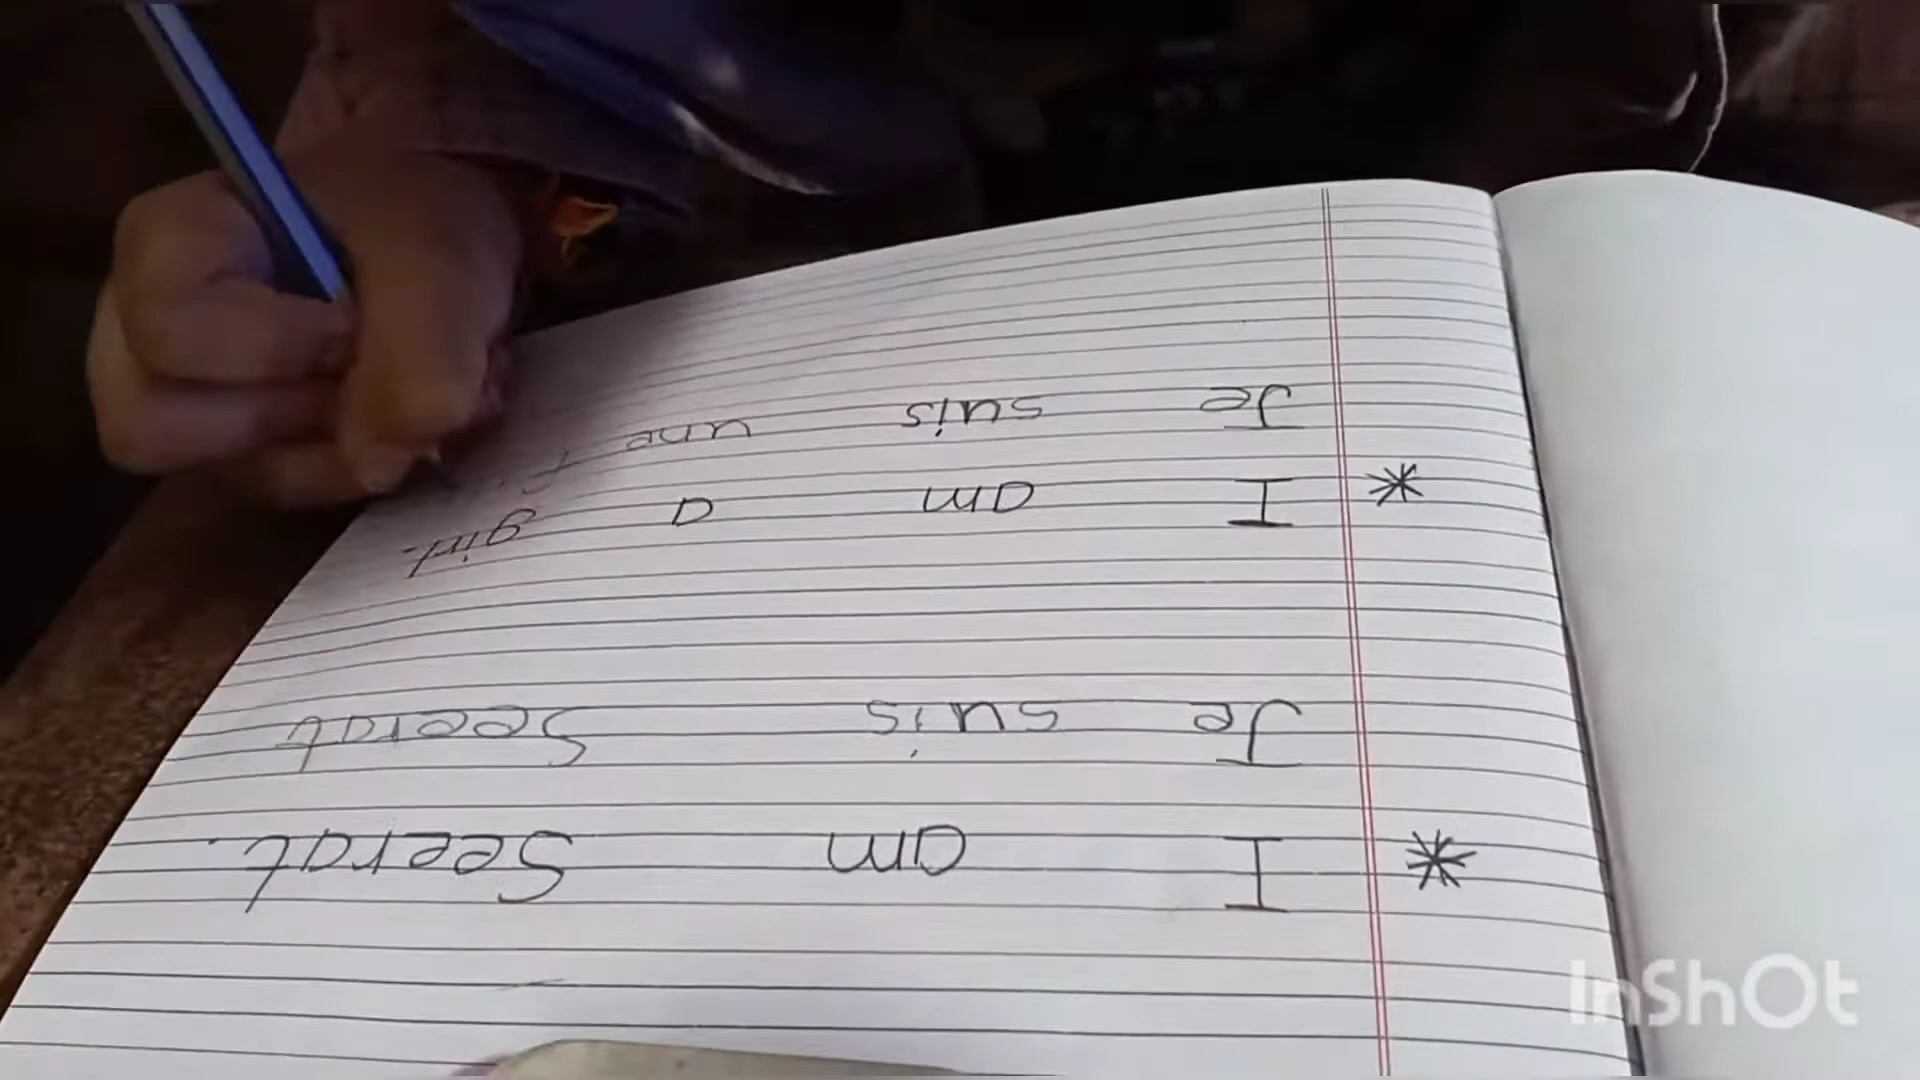 * I am Seerat.
Je suis Seerat
* I am a girl.
Je suis une
InShOt